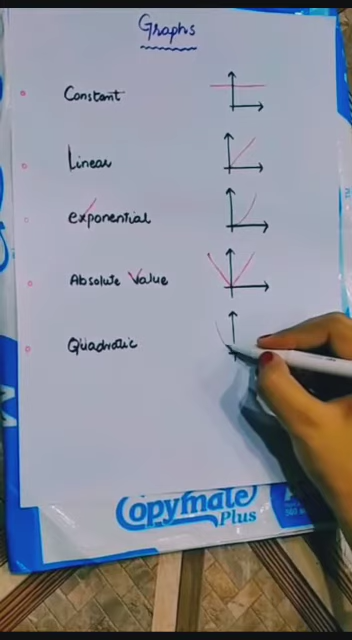 Graphs
Constant
Linear
exponential
Absolute Value
Quadratic
Copymate
Plus